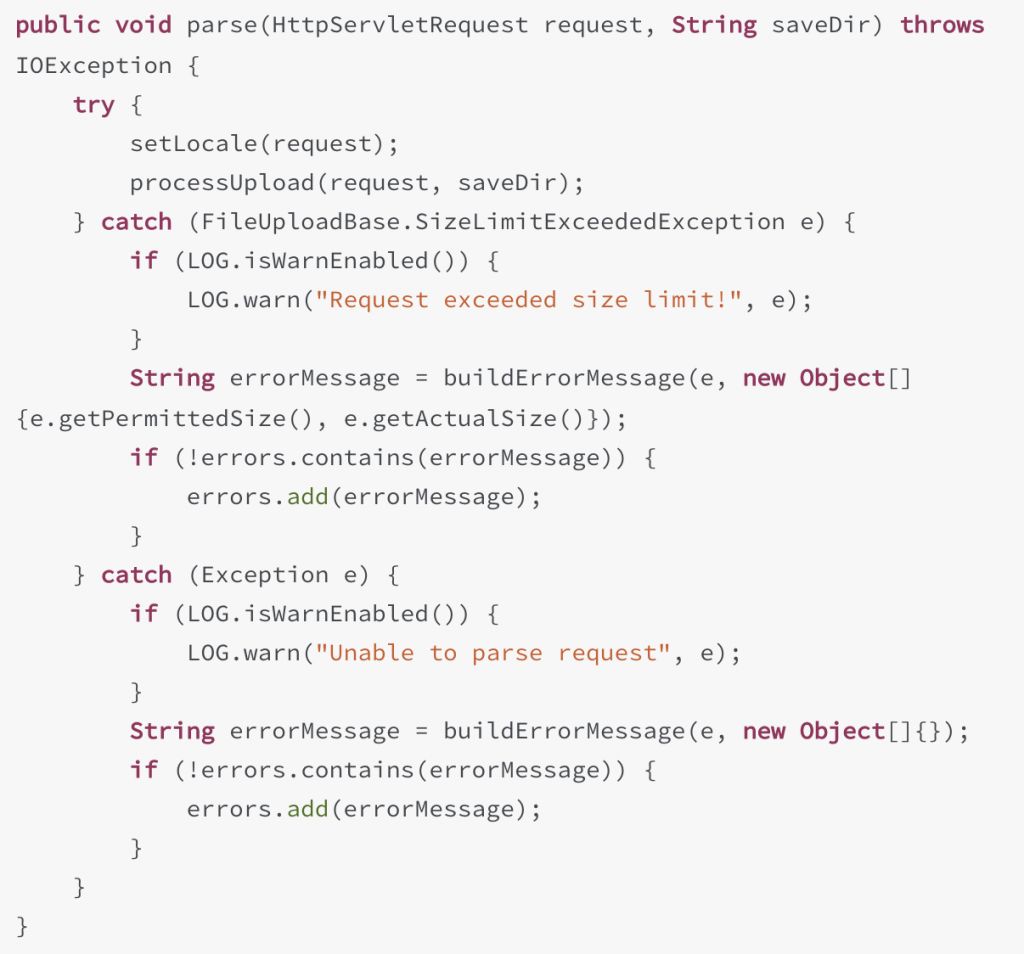 public void parse(HttpServletRequest request, String saveDir) throws
IOException {
    try {
        setLocale(request);
        processUpload(request, saveDir);
    } catch (FileUploadBase.SizeLimitExceededException e) {
        if (LOG.isWarnEnabled()) {
            LOG.warn("Request exceeded size limit!", e);
        }
        String errorMessage = buildErrorMessage(e, new Object[]
{e.getPermittedSize(), e.getActualSize()});
        if (!errors.contains(errorMessage)) {
            errors.add(errorMessage);
        }
    } catch (Exception e) {
        if (LOG.isWarnEnabled()) {
            LOG.warn("Unable to parse request", e);
        }
        String errorMessage = buildErrorMessage(e, new Object[]{});
        if (!errors.contains(errorMessage)) {
            errors.add(errorMessage);
        }
    }
}